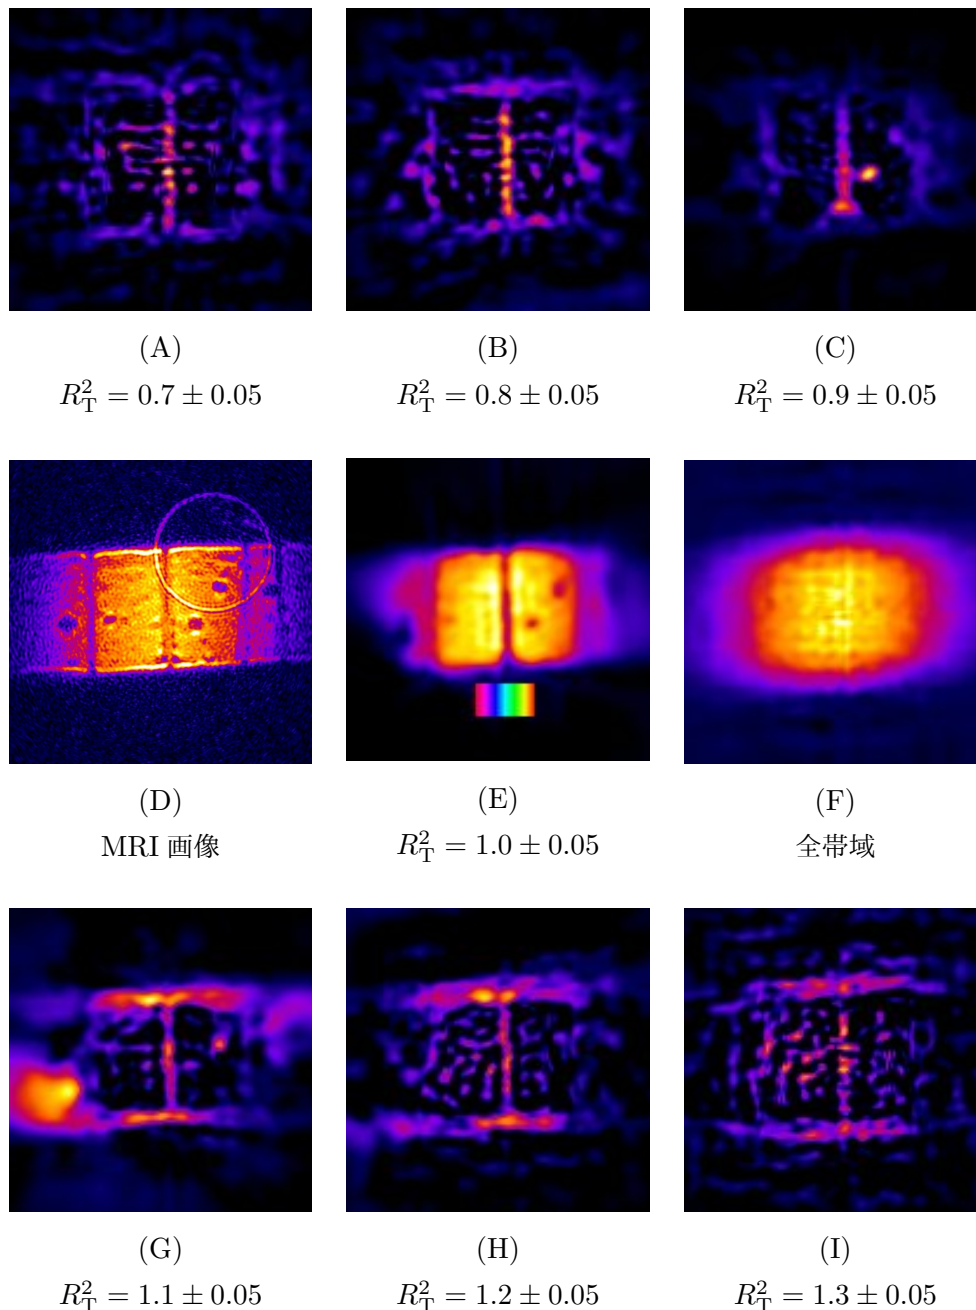 (A)
(B)
(C)
R_T^2 = 0.7 ± 0.05
R_T^2 = 0.8 ± 0.05
R_T^2 = 0.9 ± 0.05
(D)
(E)
(F)
MRI 画像
R_T^2 = 1.0 ± 0.05
全帯域
(G)
(H)
(I)
R_T^2 = 1.1 ± 0.05
R_T^2 = 1.2 ± 0.05
R_T^2 = 1.3 ± 0.05